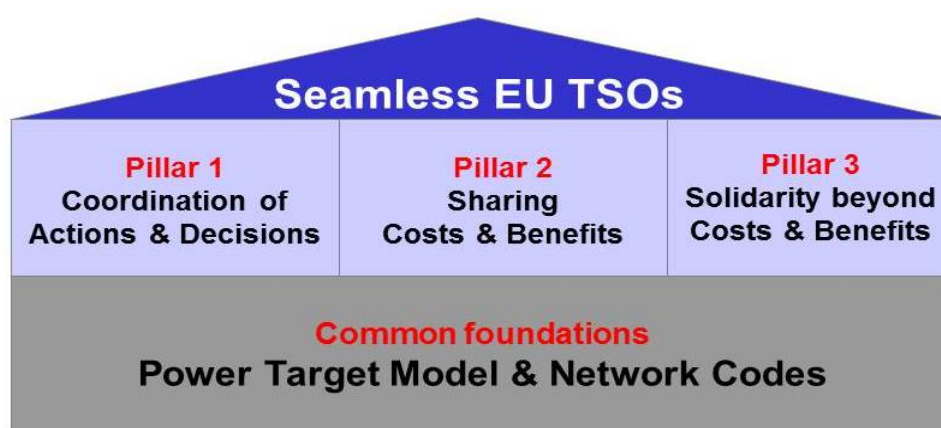 Seamless EU TSOs
Pillar 1
Coordination of
Actions & Decisions
Pillar 2
Sharing
Costs & Benefits
Pillar 3
Solidarity beyond
Costs & Benefits
Common foundations
Power Target Model & Network Codes